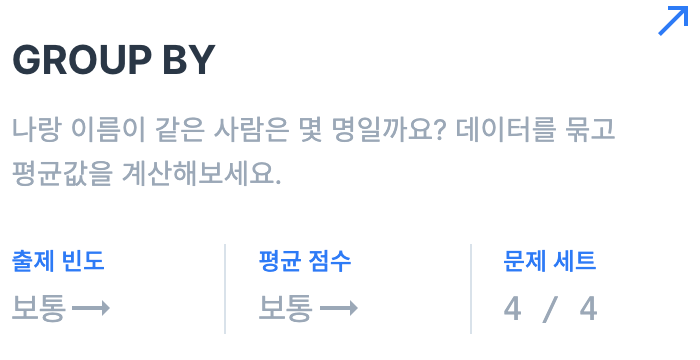 GROUP BY
나랑 이름이 같은 사람은 몇 명일까요? 데이터를 묶고
평균값을 계산해보세요.
출제 빈도
평균 점수
문제 세트
보통
보통
4 / 4